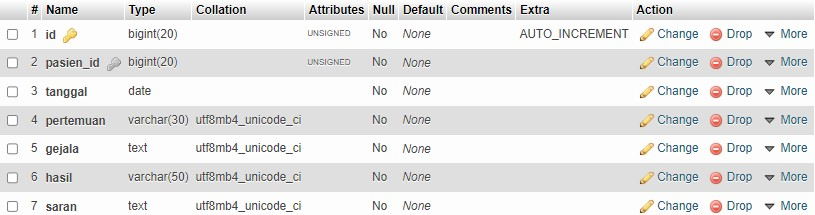 # Name Type Collation Attributes Null Default Comments Extra Action
1 id bigint(20) UNSIGNED No None AUTO_INCREMENT Change Drop More
2 pasien_id bigint(20) UNSIGNED No None Change Drop More
3 tanggal date No None Change Drop More
4 pertemuan varchar(30) utf8mb4_unicode_ci No None Change Drop More
5 gejala text utf8mb4_unicode_ci No None Change Drop More
6 hasil varchar(50) utf8mb4_unicode_ci No None Change Drop More
7 saran text utf8mb4_unicode_ci No None Change Drop More